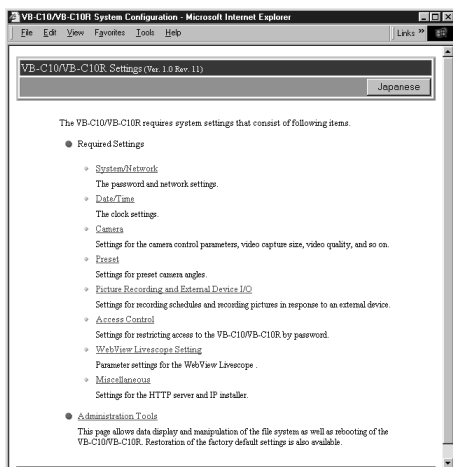 VB-C10/VB-C10R System Configuration - Microsoft Internet Explorer
File Edit View Favorites Tools Help
Links »
VB-C10/VB-C10R Settings (Ver. 1.0 Rev. 11)
Japanese
The VB-C10/VB-C10R requires system settings that consist of following items.
Required Settings
System/Network
The password and network settings.
Date/Time
The clock settings.
Camera
Settings for the camera control parameters, video capture size, video quality, and so on.
Preset
Settings for preset camera angles.
Picture Recording and External Device I/O
Settings for recording schedules and recording pictures in response to an external device.
Access Control
Settings for restricting access to the VB-C10/VB-C10R by password.
WebView Livescope Setting
Parameter settings for the WebView Livescope .
Miscellaneous
Settings for the HTTP server and IP installer.
Administration Tools
This page allows data display and manipulation of the file system as well as rebooting of the
VB-C10/VB-C10R. Restoration of the factory default settings is also available.